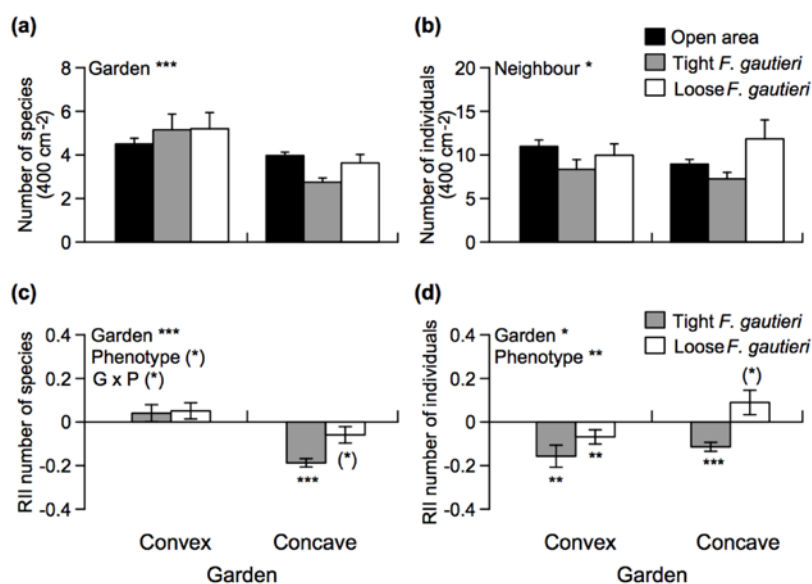 (a)
Garden ***
Number of species
(400 cm-2)
8
6
4
2
0
(b)
Neighbour *
Open area
Tight F. gautieri
Loose F. gautieri
Number of individuals
(400 cm-2)
20
15
10
5
0
(c)
Garden ***
Phenotype (*)
G x P (*)
RII number of species
0.4
0.2
0
-0.2
-0.4
***
(*)
Convex
Concave
Garden
(d)
Garden *
Phenotype **
Tight F. gautieri
Loose F. gautieri
RII number of individuals
0.4
0.2
0
-0.2
-0.4
**
**
***
(*)
Convex
Concave
Garden